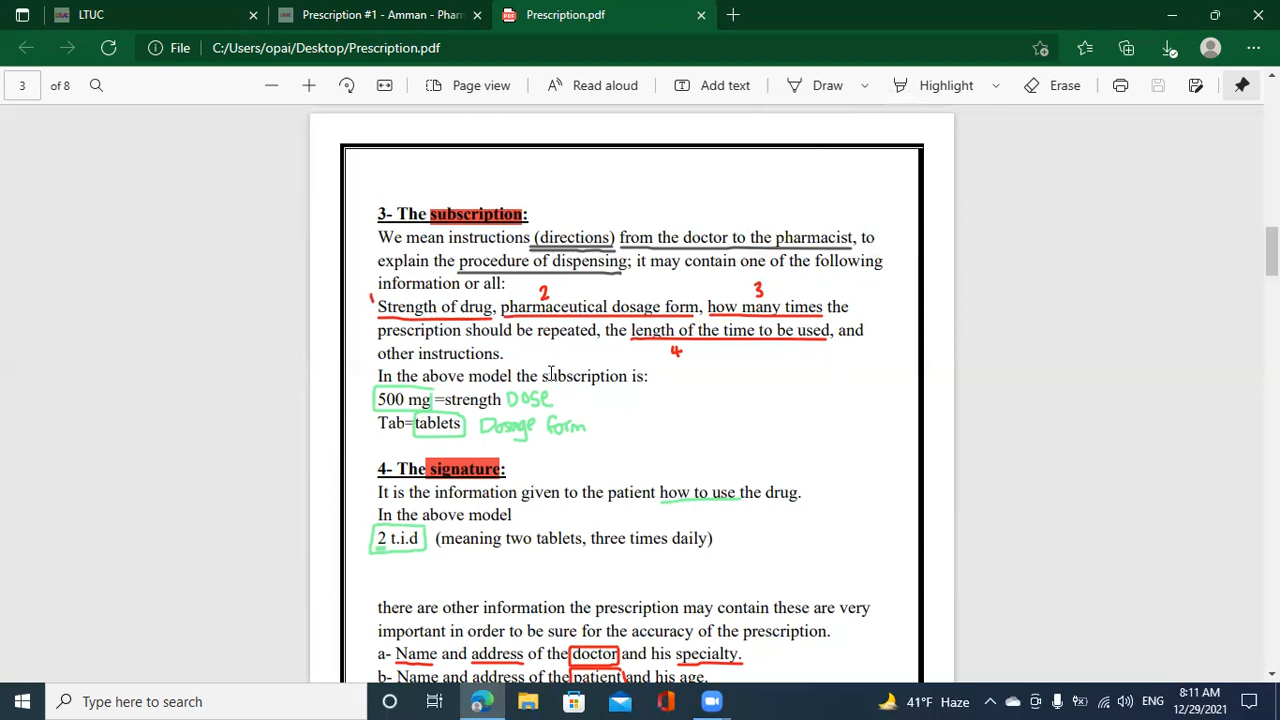 LTUC
Prescription #1 - Amman - Phar
Prescription.pdf
File
C:/Users/opai/Desktop/Prescription.pdf
3 of 8
Page view
Read aloud
Add text
Draw
Highlight
Erase
3- The subscription:
We mean instructions (directions) from the doctor to the pharmacist, to
explain the procedure of dispensing; it may contain one of the following
information or all:
1 2 3
Strength of drug, pharmaceutical dosage form, how many times the
prescription should be repeated, the length of the time to be used, and
4
other instructions.
In the above model the subscription is:
500 mg =strength Dose
Tab=tablets Dosage form
4- The signature:
It is the information given to the patient how to use the drug.
In the above model
2 t.i.d (meaning two tablets, three times daily)
there are other information the prescription may contain these are very
important in order to be sure for the accuracy of the prescription.
a- Name and address of the doctor and his specialty.
b- Name and address of the patient and his age.
Type here to search
41°F Haze
ENG
8:11 AM
12/29/2021